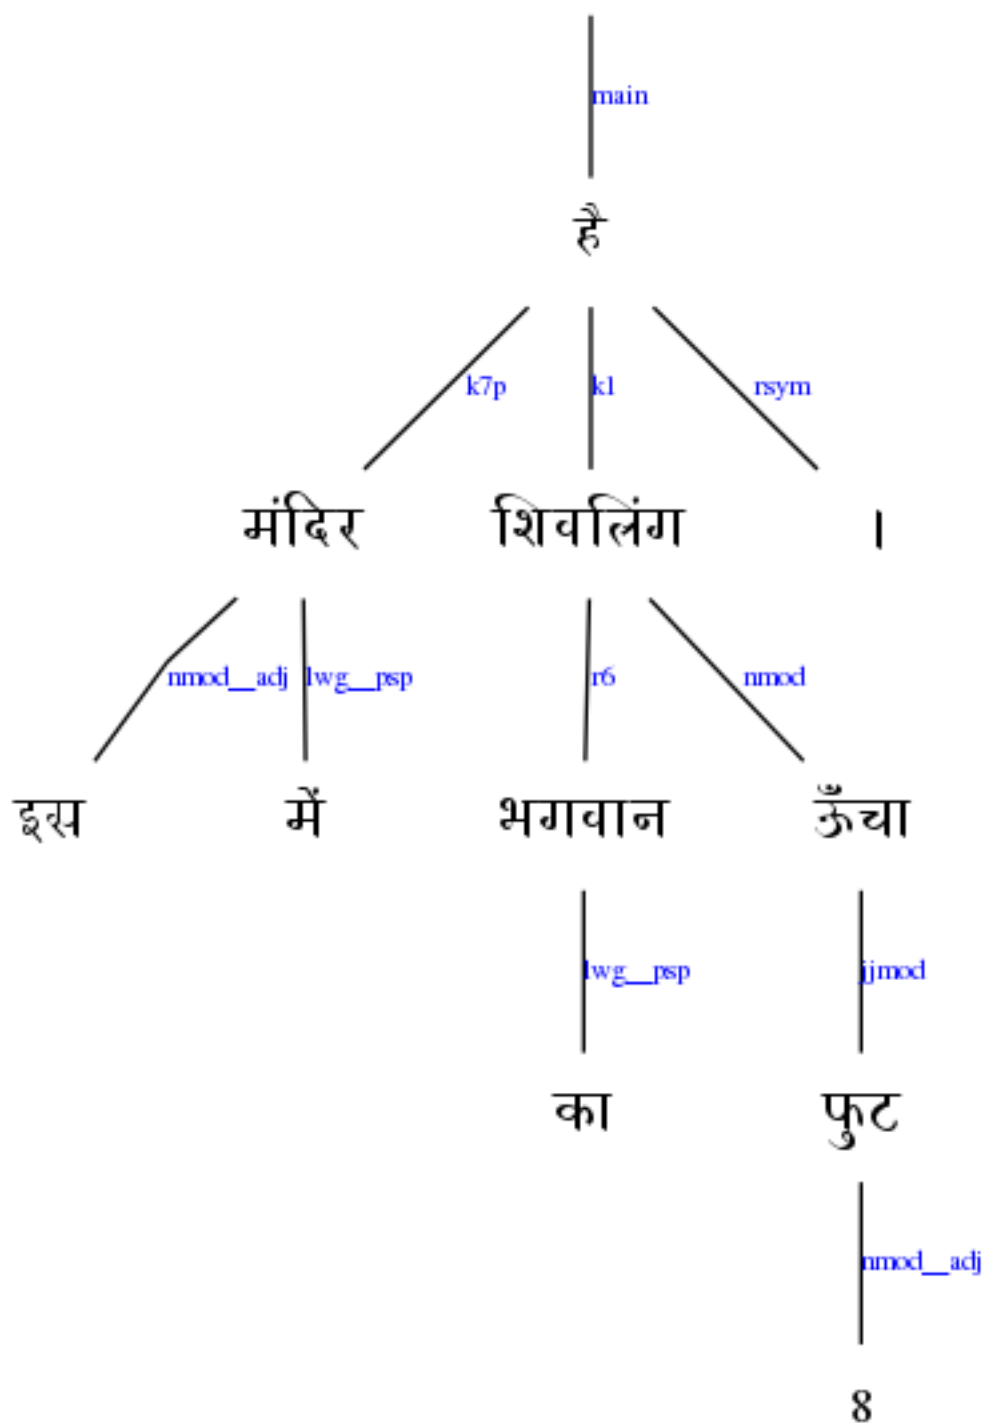 main
है
k7p k1 rsym
मंदिर शिवलिंग ।
nmod__adj lwg__psp r6 nmod
इस में भगवान ऊँचा
lwg__psp jjmod
का फुट
nmod__adj
8